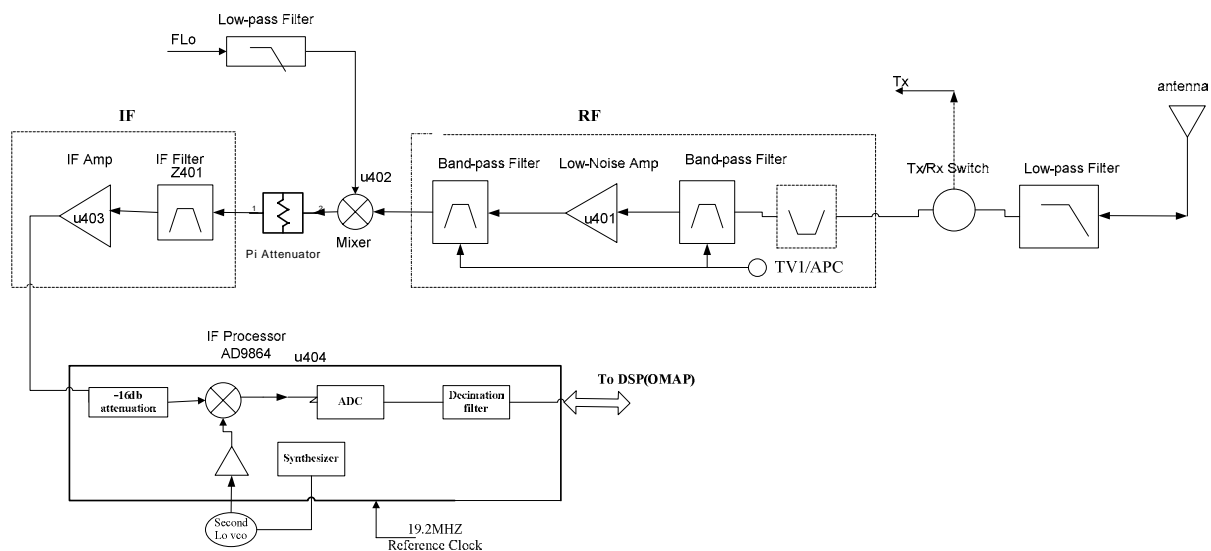 Low-pass Filter
FLo
Tx
antenna
IF
RF
IF Amp
IF Filter
Z401
u402
Band-pass Filter
Low-Noise Amp
Band-pass Filter
Tx/Rx Switch
Low-pass Filter
u403
1
2
u401
Mixer
Pi Attenuator
TV1/APC
IF Processor
AD9864
u404
To DSP(OMAP)
-16db
attenuation
ADC
Decimation
filter
Synthesizer
Second
Lo vco
19.2MHZ
Reference Clock